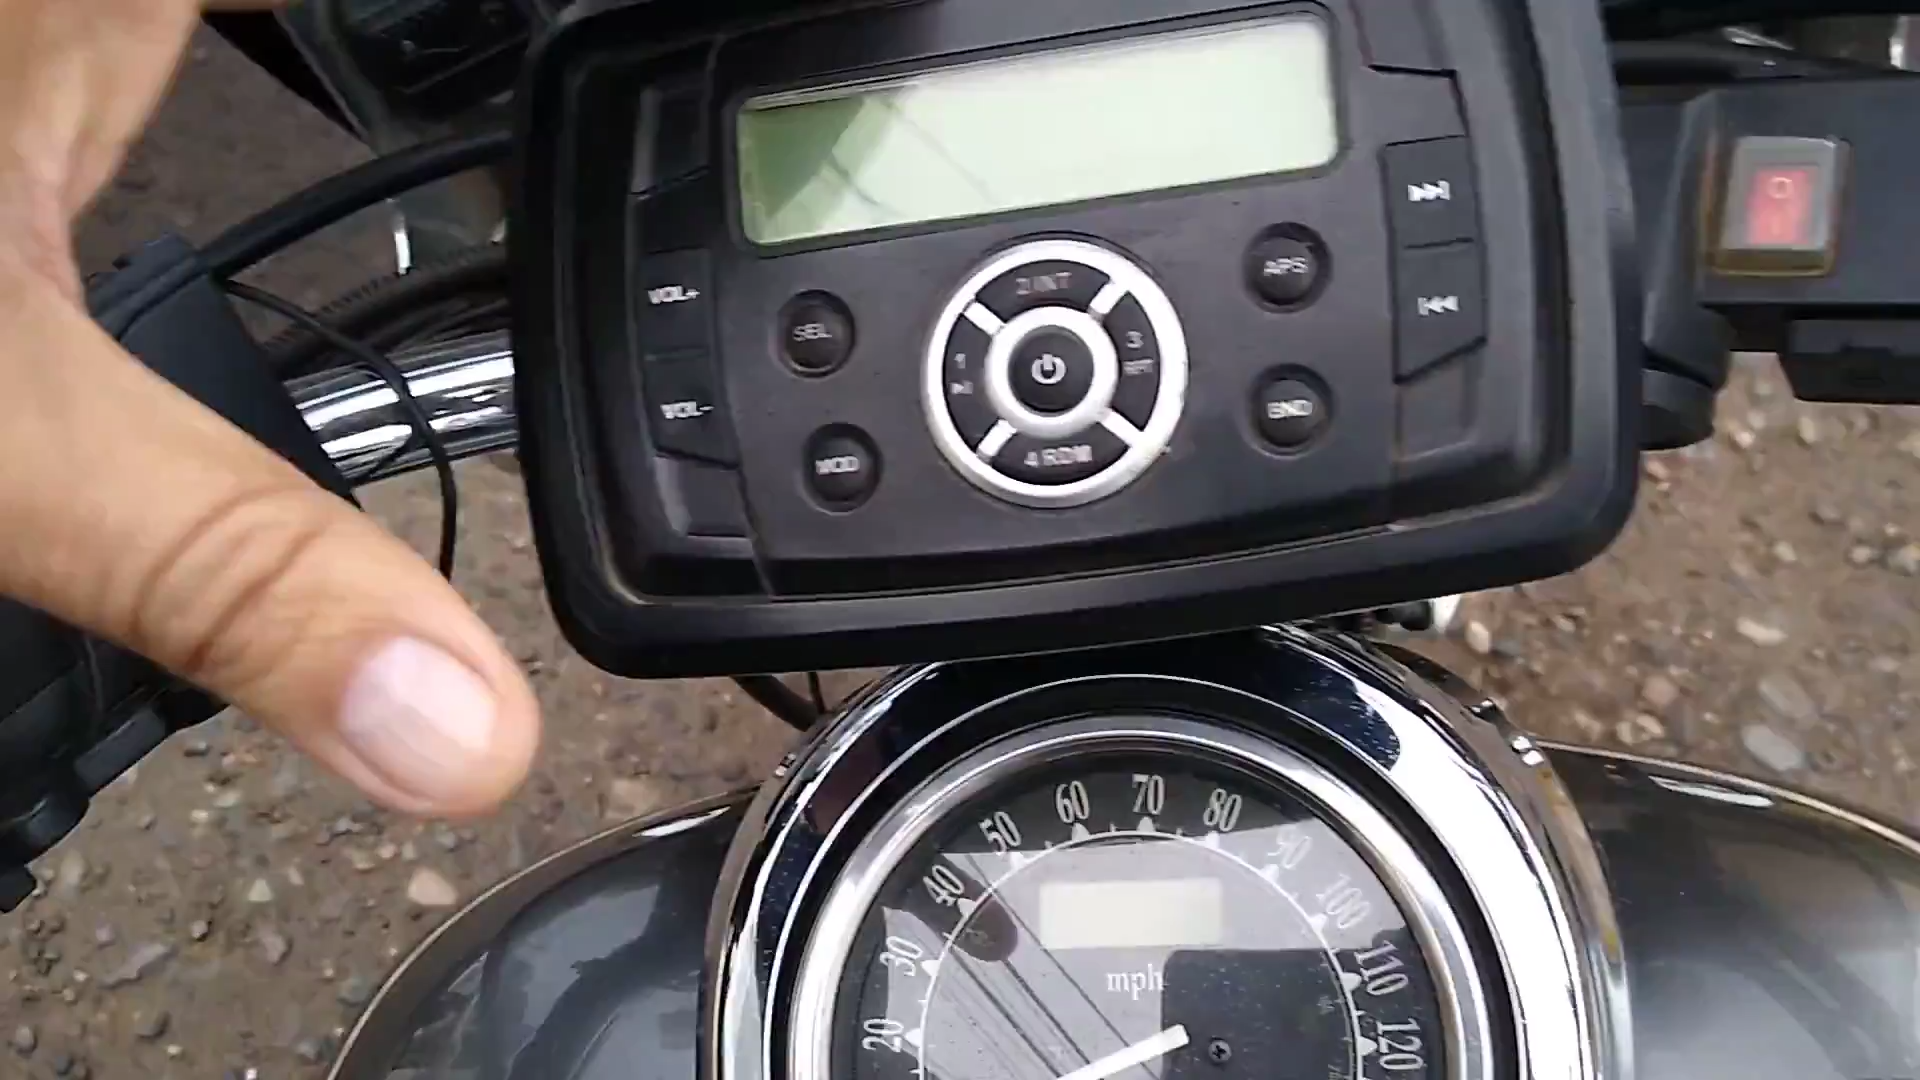 VOL+
VOL-
SEL
MOD
2 INT
1
3
RPT
4 RDM
APS
BND
20
30
40
50
60
70
80
90
100
110
120
mph